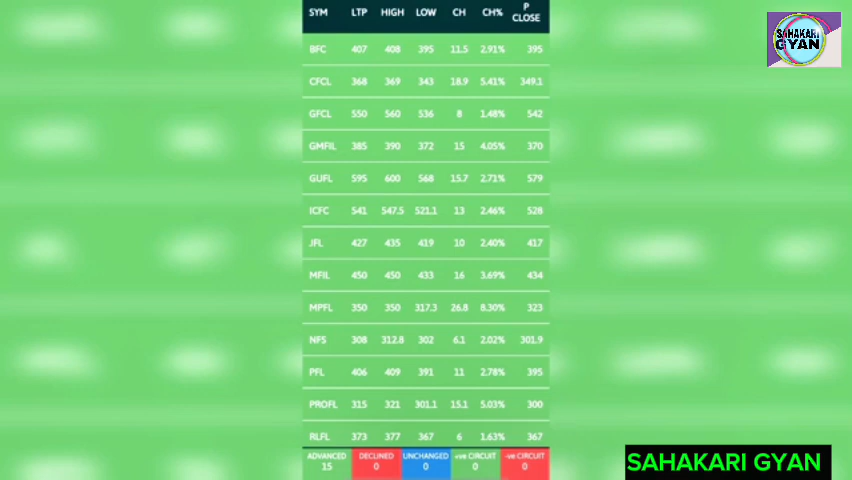 SYM LTP HIGH LOW CH CH% P CLOSE
BFC 407 408 395 11.5 2.91% 395
CFCL 368 369 343 18.9 5.41% 349.1
GFCL 550 560 536 8 1.48% 542
GMFIL 385 390 372 15 4.05% 370
GUFL 595 600 568 15.7 2.71% 579
ICFC 541 547.5 521.1 13 2.46% 528
JFL 427 435 419 10 2.40% 417
MFIL 450 450 433 16 3.69% 434
MPFL 350 350 317.3 26.8 8.30% 323
NFS 308 312.8 302 6.1 2.02% 301.9
PFL 406 409 391 11 2.78% 395
PROFL 315 321 301.1 15.1 5.03% 300
RLFL 373 377 367 6 1.63% 367
ADVANCED DECLINED UNCHANGED +ve CIRCUIT -ve CIRCUIT
15 0 0 0 0
SAHAKARI
GYAN
SAHAKARI GYAN